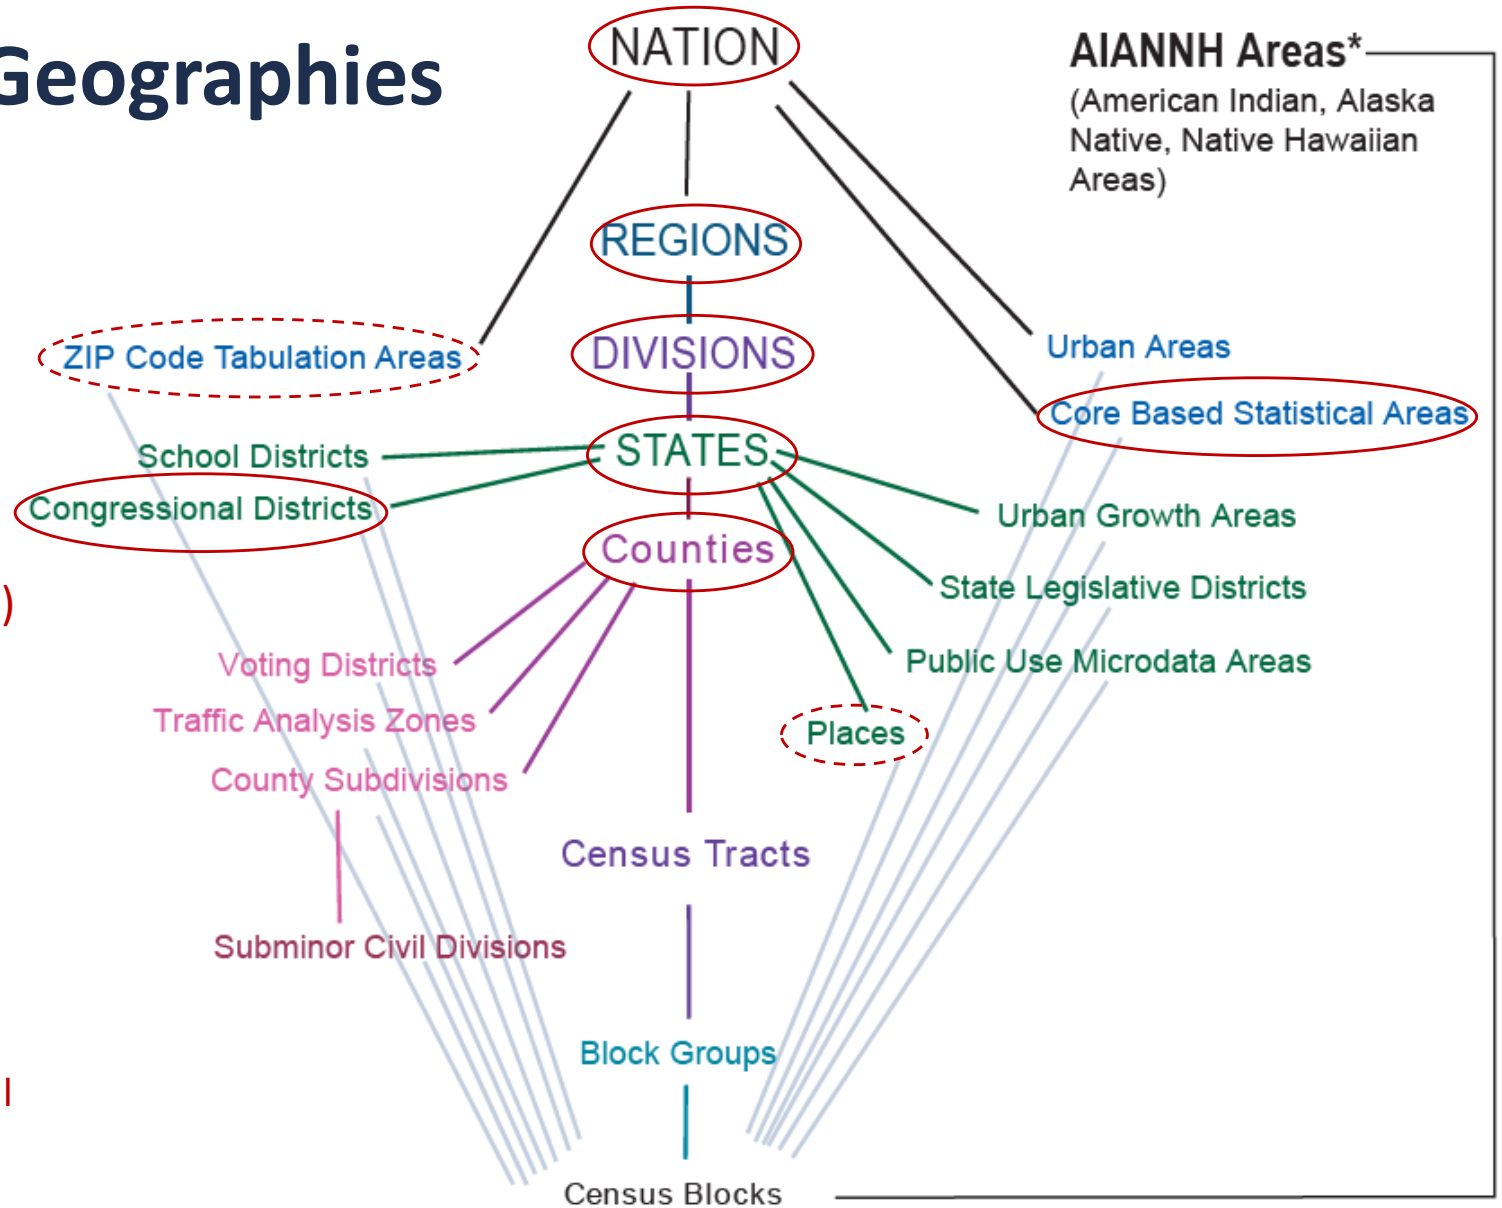 Geographies
NATION
AIANNH Areas*
(American Indian, Alaska
Native, Native Hawaiian
Areas)
REGIONS
ZIP Code Tabulation Areas
DIVISIONS
Urban Areas
Core Based Statistical Areas
School Districts
STATES
Congressional Districts
Urban Growth Areas
Counties
State Legislative Districts
)
Voting Districts
Public Use Microdata Areas
Traffic Analysis Zones
Places
County Subdivisions
Census Tracts
Subminor Civil Divisions
Block Groups
Census Blocks